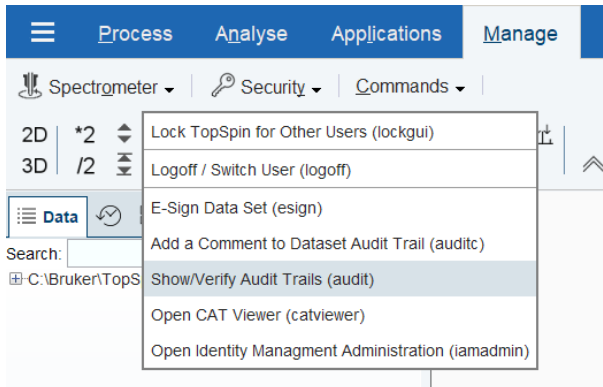 Process Analyse Applications Manage
Spectrometer Security Commands
2D *2
3D /2
Lock TopSpin for Other Users (lockgui)
Logoff / Switch User (logoff)
E-Sign Data Set (esign)
Add a Comment to Dataset Audit Trail (auditc)
Show/Verify Audit Trails (audit)
Open CAT Viewer (catviewer)
Open Identity Managment Administration (iamadmin)
Data
Search:
C:\Bruker\TopS